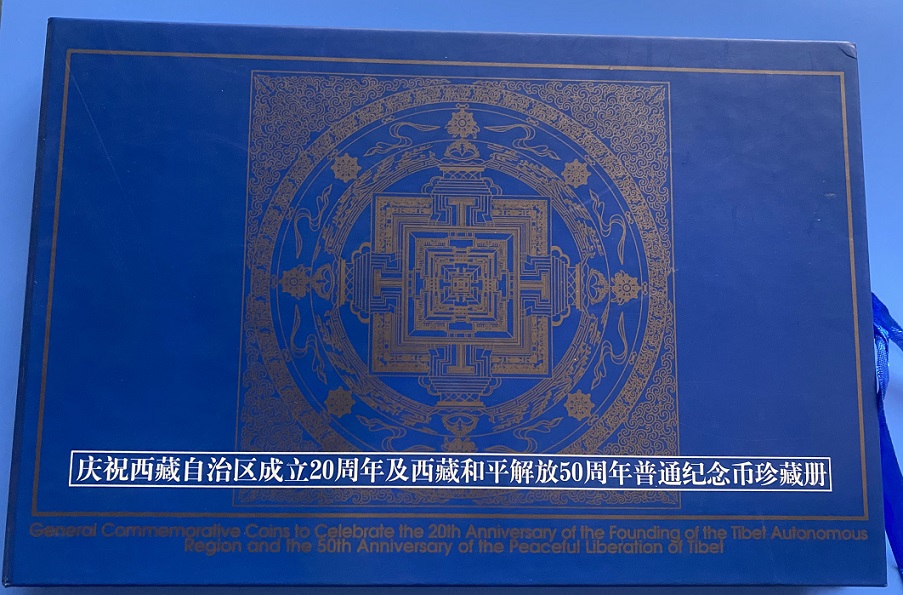 庆祝西藏自治区成立20周年及西藏和平解放50周年普通纪念币珍藏册
General Commemorative Coins to Celebrate the 20th Anniversary of the Founding of the Tibet Autonomous
Region and the 50th Anniversary of the Peaceful Liberation of Tibet